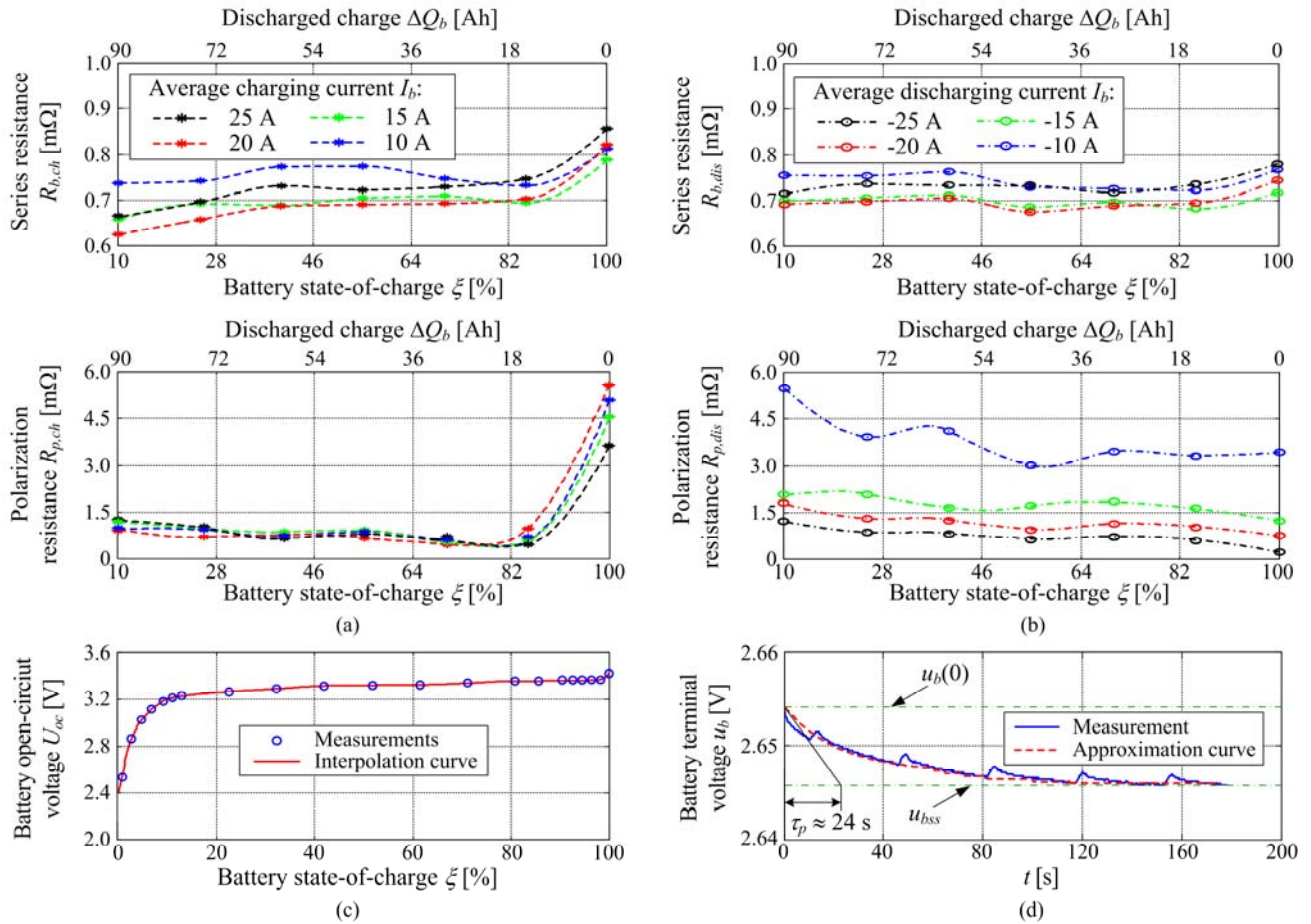 Discharged charge ΔQb [Ah]
90 72 54 36 18 0
1.0
0.9
0.8
0.7
0.6
Series resistance
Rb,ch [mΩ]
Average charging current Ib:
25 A 15 A
20 A 10 A
10 28 46 64 82 100
Battery state-of-charge ξ [%]
Discharged charge ΔQb [Ah]
90 72 54 36 18 0
1.0
0.9
0.8
0.7
0.6
Series resistance
Rb,dis [mΩ]
Average discharging current Ib:
-25 A -15 A
-20 A -10 A
10 28 46 64 82 100
Battery state-of-charge ξ [%]
Discharged charge ΔQb [Ah]
90 72 54 36 18 0
6.0
4.5
3.0
1.5
0
Polarization
resistance Rp,ch [mΩ]
10 28 46 64 82 100
Battery state-of-charge ξ [%]
(a)
Discharged charge ΔQb [Ah]
90 72 54 36 18 0
6.0
4.5
3.0
1.5
0
Polarization
resistance Rp,dis [mΩ]
10 28 46 64 82 100
Battery state-of-charge ξ [%]
(b)
3.6
3.2
2.8
2.4
2.0
Battery open-circiut
voltage Uoc [V]
Measurements
Interpolation curve
0 20 40 60 80 100
Battery state-of-charge ξ [%]
(c)
2.66
2.65
2.64
Battery terminal
voltage ub [V]
ub(0)
Measurement
Approximation curve
τp ≈ 24 s
ubss
0 40 80 120 160 200
t [s]
(d)